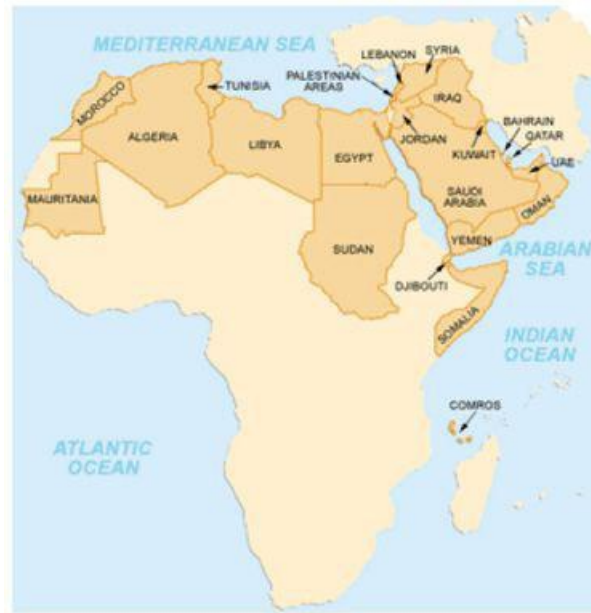 MEDITERRANEAN SEA
LEBANON
SYRIA
PALESTINIAN
AREAS
TUNISIA
MOROCCO
IRAQ
ALGERIA
LIBYA
EGYPT
JORDAN
KUWAIT
BAHRAIN
QATAR
UAE
MAURITANIA
SAUDI
ARABIA
OMAN
SUDAN
YEMEN
ARABIAN
SEA
DJIBOUTI
SOMALIA
INDIAN
OCEAN
COMROS
ATLANTIC
OCEAN